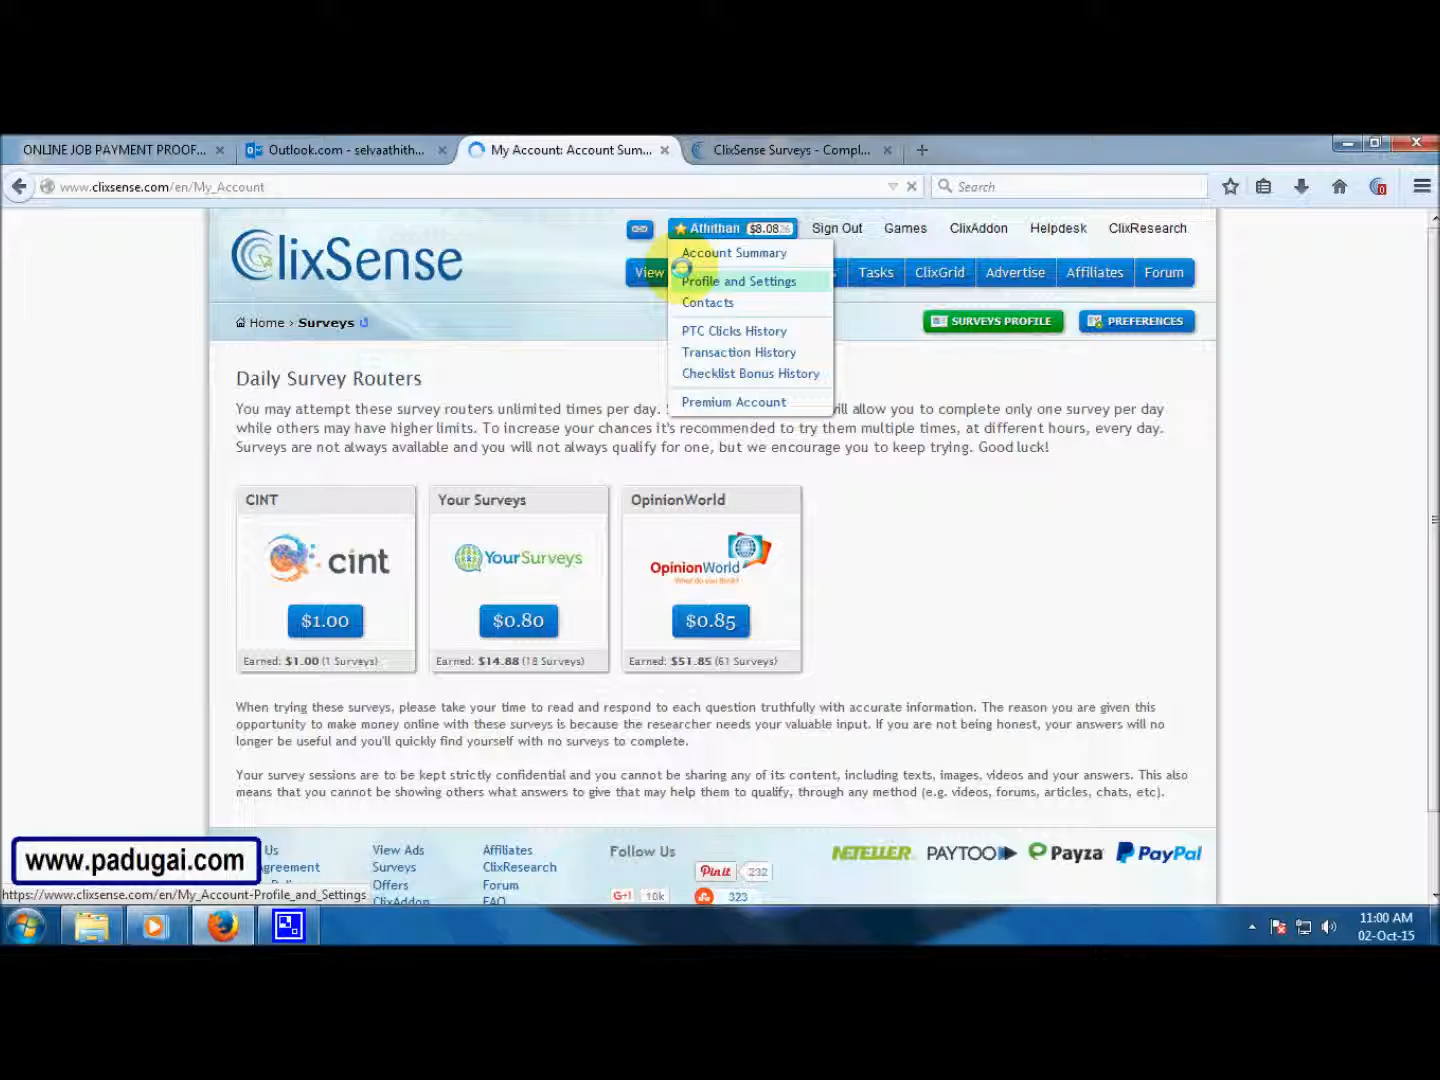 ONLINE JOB PAYMENT PROOF...
Outlook.com - selvaathith...
My Account: Account Sum...
ClixSense Surveys - Compl...
www.clixsense.com/en/My_Account
Search
ClixSense
Athithan $8.08
Sign Out
Games
ClixAddon
Helpdesk
ClixResearch
View
Tasks
ClixGrid
Advertise
Affiliates
Forum
Account Summary
Profile and Settings
Contacts
PTC Clicks History
Transaction History
Checklist Bonus History
Premium Account
Home › Surveys
SURVEYS PROFILE
PREFERENCES
Daily Survey Routers
You may attempt these survey routers unlimited times per day. S will allow you to complete only one survey per day
while others may have higher limits. To increase your chances it's recommended to try them multiple times, at different hours, every day.
Surveys are not always available and you will not always qualify for one, but we encourage you to keep trying. Good luck!
CINT
cint
$1.00
Earned: $1.00 (1 Surveys)
Your Surveys
YourSurveys
$0.80
Earned: $14.88 (18 Surveys)
OpinionWorld
OpinionWorld
What do you think?
$0.85
Earned: $51.85 (61 Surveys)
When trying these surveys, please take your time to read and respond to each question truthfully with accurate information. The reason you are given this
opportunity to make money online with these surveys is because the researcher needs your valuable input. If you are not being honest, your answers will no
longer be useful and you'll quickly find yourself with no surveys to complete.
Your survey sessions are to be kept strictly confidential and you cannot be sharing any of its content, including texts, images, videos and your answers. This also
means that you cannot be showing others what answers to give that may help them to qualify, through any method (e.g. videos, forums, articles, chats, etc).
www.padugai.com
Us
greement
View Ads
Surveys
Offers
ClixAddon
Affiliates
ClixResearch
Forum
FAQ
Follow Us
Pin it 232
G+1 10k
323
NETELLER
PAYTOO
Payza
PayPal
https://www.clixsense.com/en/My_Account-Profile_and_Settings
11:00 AM
02-Oct-15